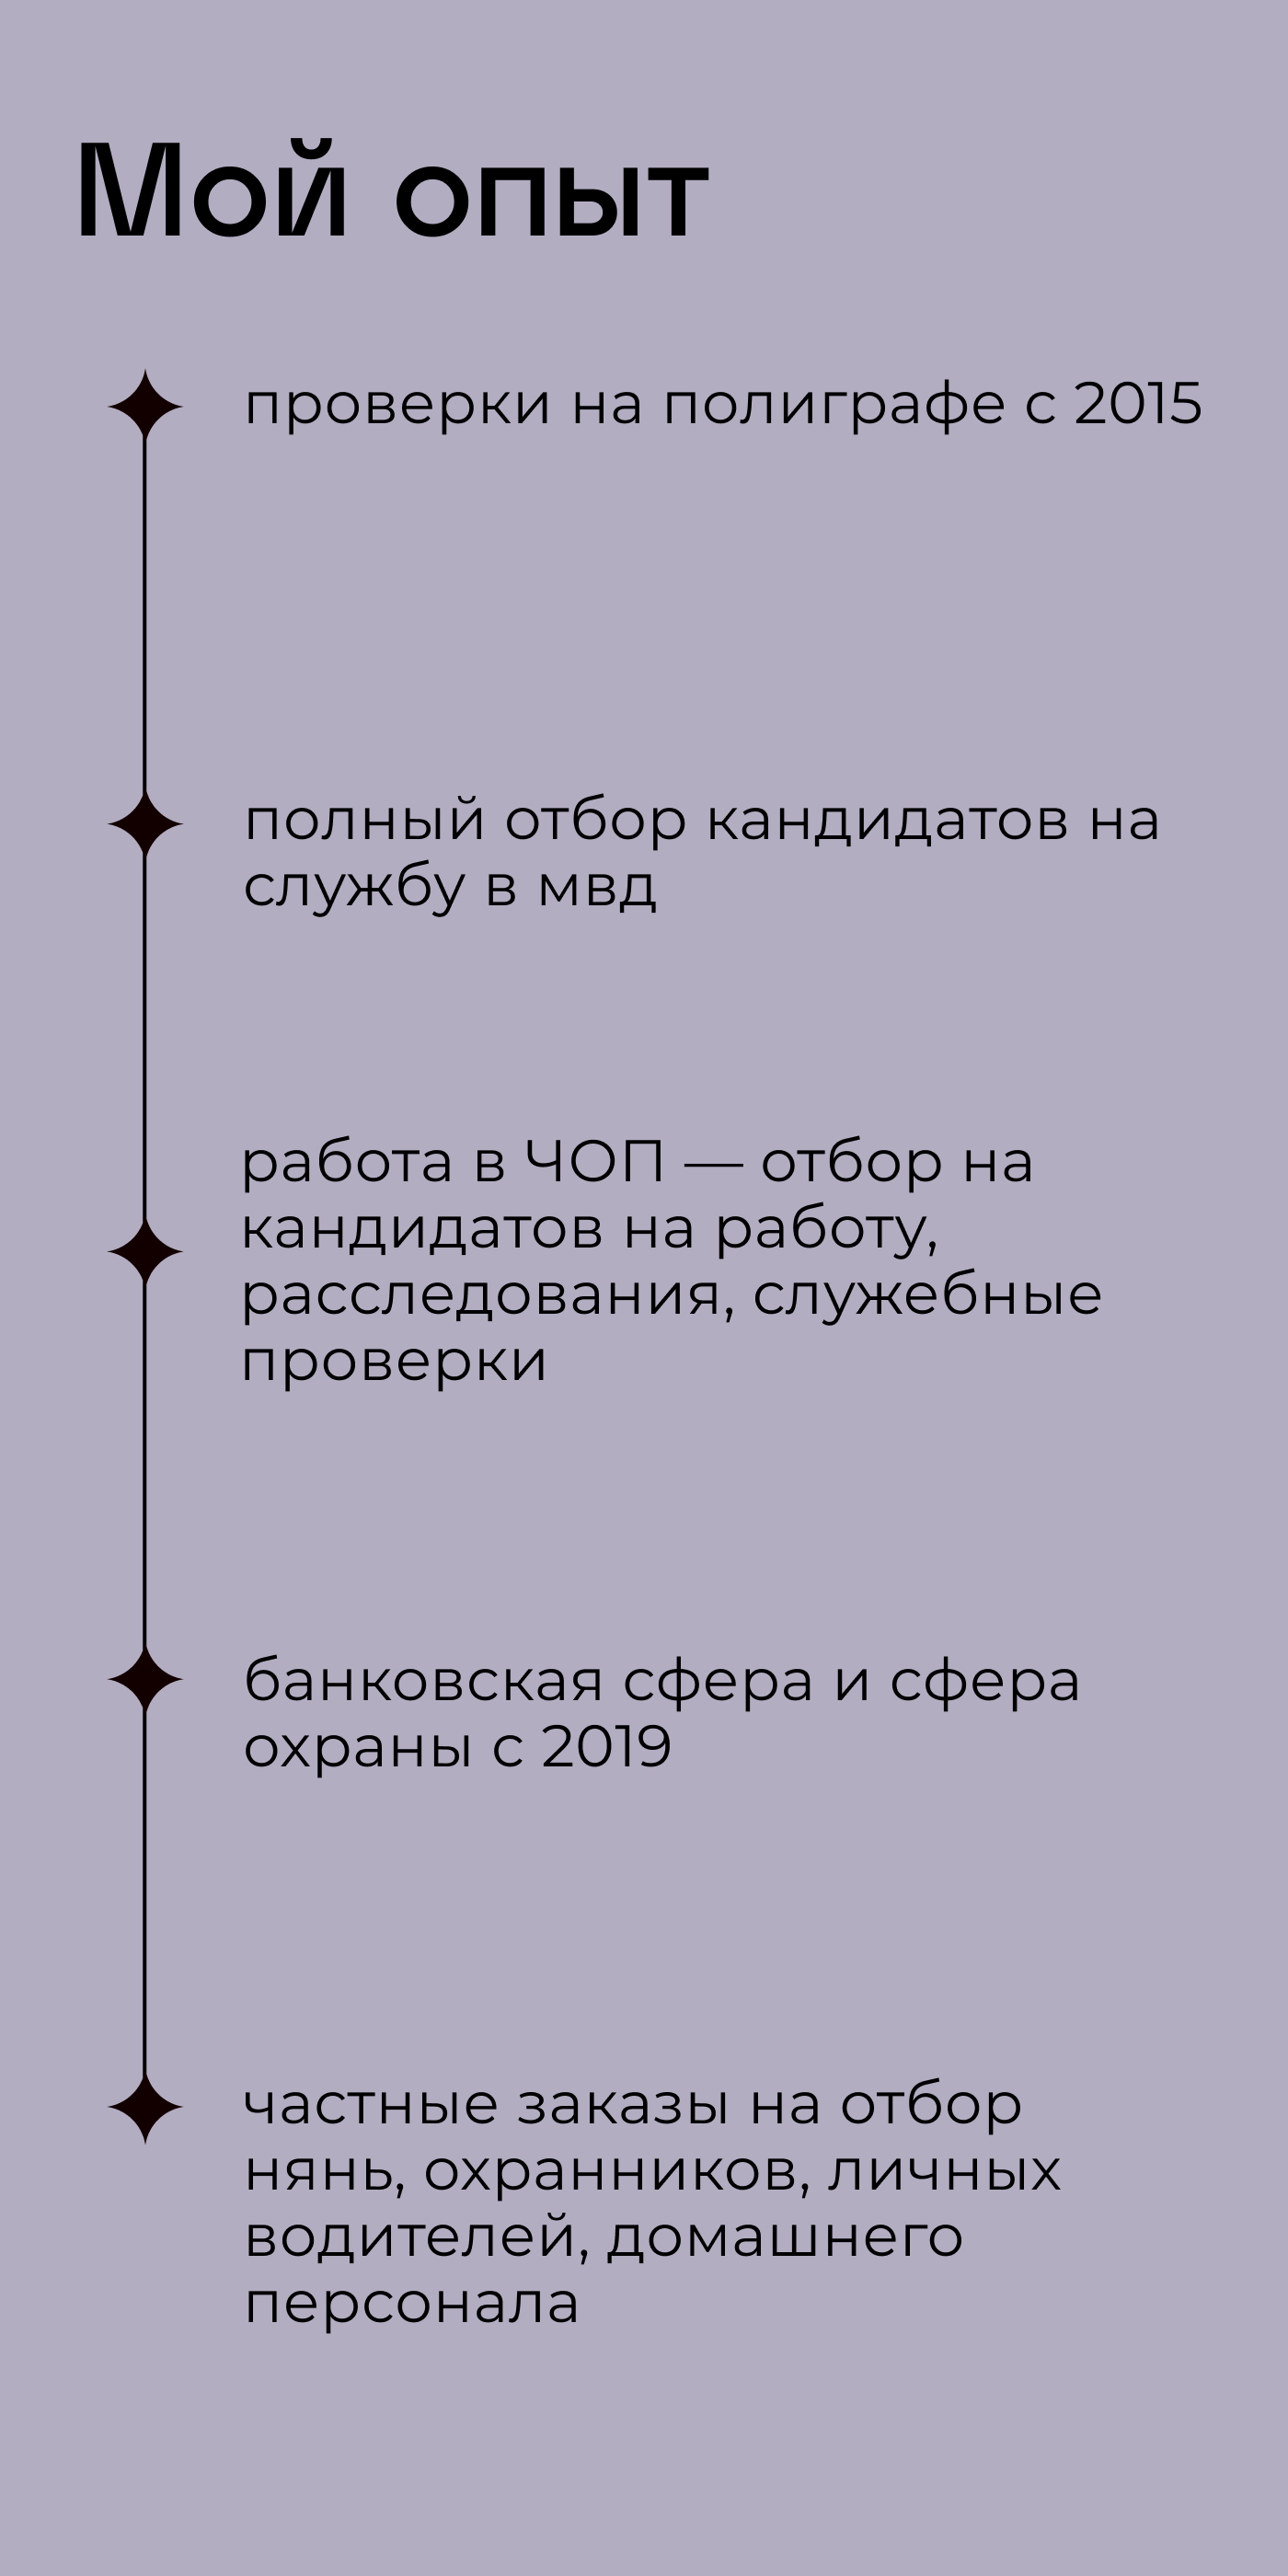 Мой опыт
проверки на полиграфе с 2015
полный отбор кандидатов на
службу в мвд
работа в ЧОП — отбор на
кандидатов на работу,
расследования, служебные
проверки
банковская сфера и сфера
охраны с 2019
частные заказы на отбор
нянь, охранников, личных
водителей, домашнего
персонала